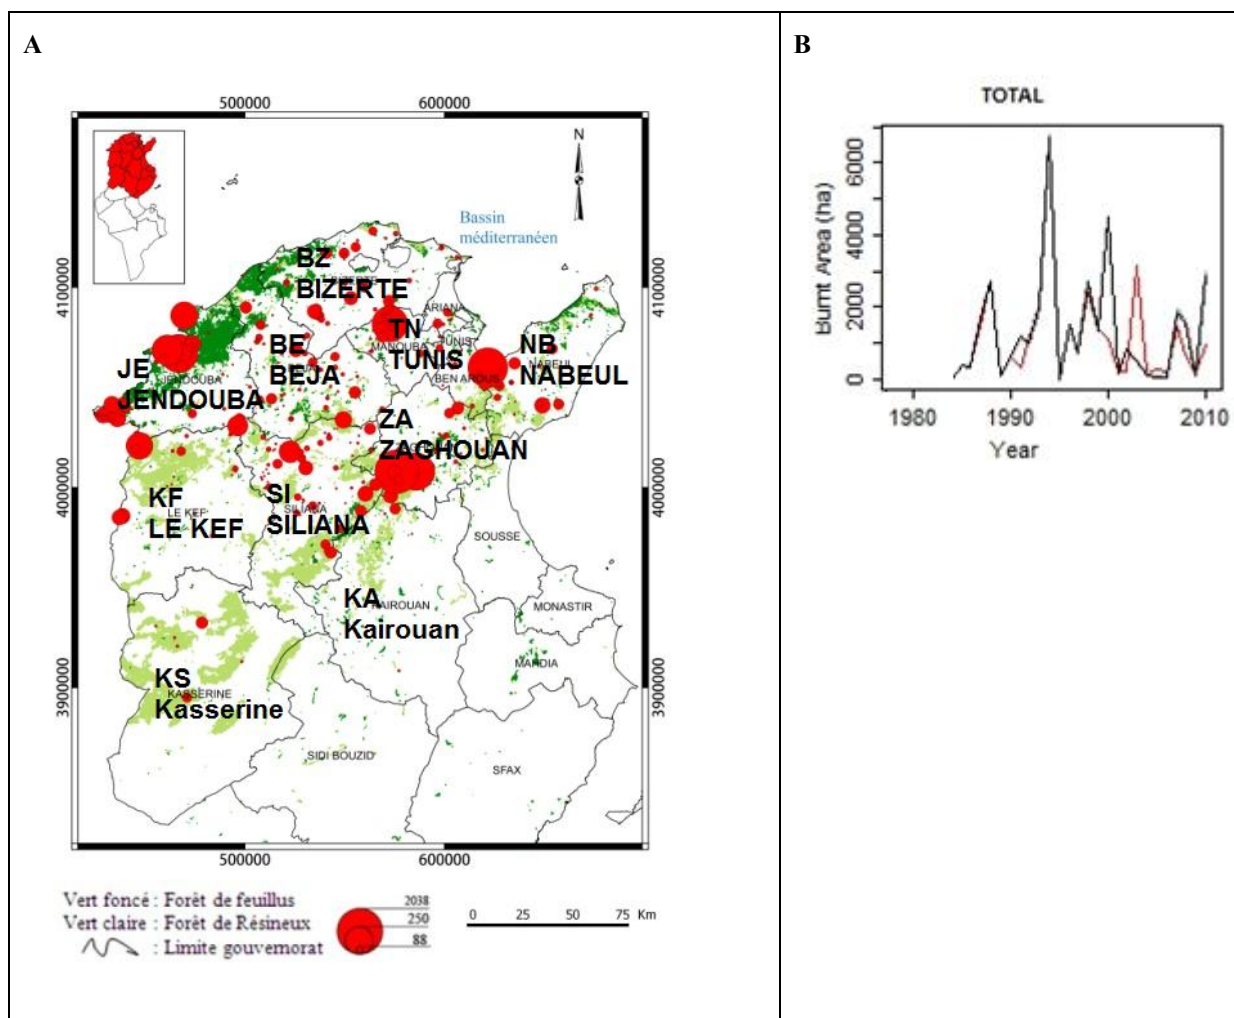 A
500000
600000
N
Bassin
méditerranéen
4100000
4100000
BZ
BIZERTE
ARIANA
TN
TUNIS
TUNIS
MANOUBA
BEN AROUS
NB
NABEUL
NABEUL
BE
BEJA
JE
JENDOUBA
JENDOUBA
ZA
ZAGHOUAN
4000000
4000000
KF
LE KEF
LE KEF
SI
SILIANA
SILIANA
SOUSSE
KA
KAIROUAN
Kairouan
MONASTIR
MAHDIA
3900000
3900000
KS
KASSERINE
Kasserine
SIDI BOUZID
SFAX
500000
600000
Vert foncé : Forêt de feuillus
Vert claire : Forêt de Résineux
: Limite gouvernorat
2038
250
88
0 25 50 75 Km
B
TOTAL
Burnt Area (ha)
6000
4000
2000
0
1980 1990 2000 2010
Year